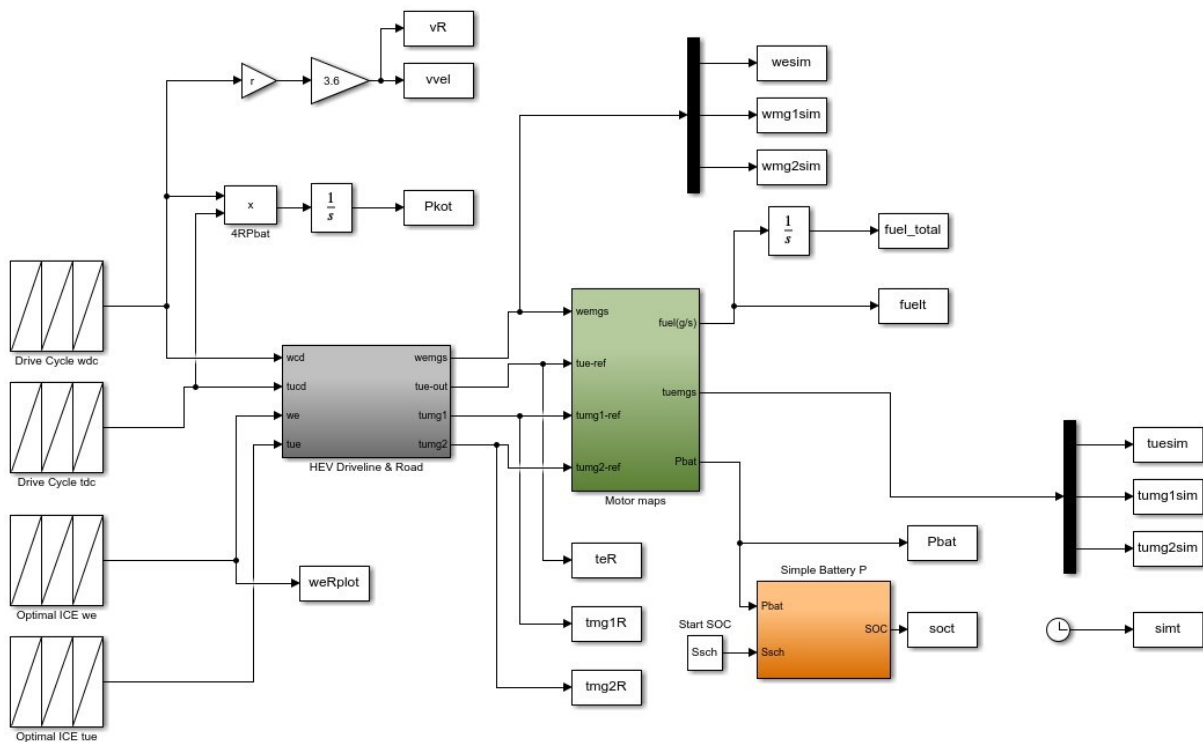 vR
r
3.6
vvel
wesim
wmg1sim
wmg2sim
x
1
s
Pkot
4RPbat
1
s
fuel_total
fuelt
Drive Cycle wdc
Drive Cycle tdc
Optimal ICE we
Optimal ICE tue
wcd
tucd
we
tue
wemgs
tue-out
tumg1
tumg2
HEV Driveline & Road
wemgs
tue-ref
tumg1-ref
tumg2-ref
fuel(g/s)
tuemgs
Pbat
Motor maps
tuesim
tumg1sim
tumg2sim
weRplot
teR
tmg1R
tmg2R
Pbat
Simple Battery P
Pbat
Ssch
SOC
Start SOC
Ssch
soct
simt